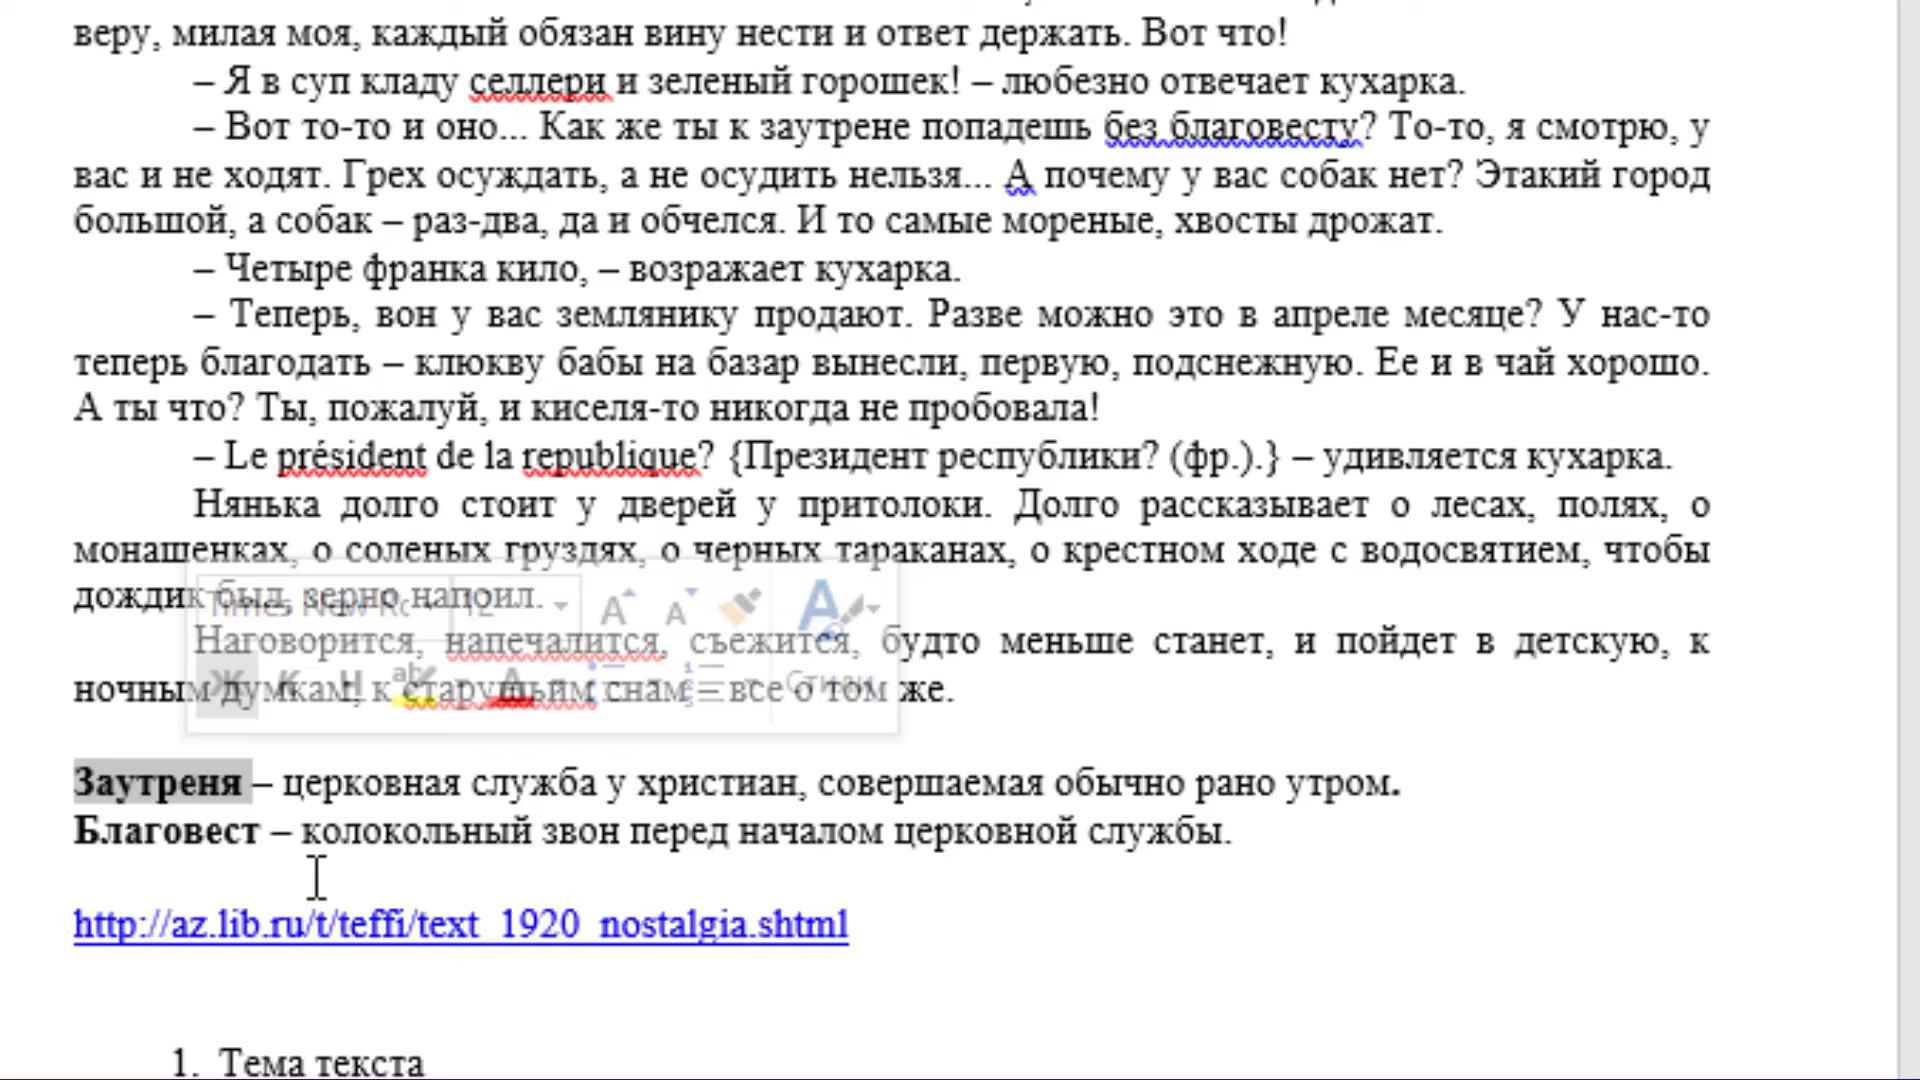 веру, милая моя, каждый обязан вину нести и ответ держать. Вот что!
– Я в суп кладу селлери и зеленый горошек! – любезно отвечает кухарка.
– Вот то-то и оно... Как же ты к заутрене попадешь без благовесту? То-то, я смотрю, у
вас и не ходят. Грех осуждать, а не осудить нельзя... А почему у вас собак нет? Этакий город
большой, а собак – раз-два, да и обчелся. И то самые мореные, хвосты дрожат.
– Четыре франка кило, – возражает кухарка.
– Теперь, вон у вас землянику продают. Разве можно это в апреле месяце? У нас-то
теперь благодать – клюкву бабы на базар вынесли, первую, подснежную. Ее и в чай хорошо.
А ты что? Ты, пожалуй, и киселя-то никогда не пробовала!
– Le président de la republique? {Президент республики? (фр.).} – удивляется кухарка.
Нянька долго стоит у дверей у притолоки. Долго рассказывает о лесах, полях, о
монашенках, о соленых груздях, о черных тараканах, о крестном ходе с водосвятием, чтобы
дождик был, зерно напоил.
Times New Ro 12
Наговорится, напечалится, съежится, будто меньше станет, и пойдет в детскую, к
ночным думкам, к старушьим снам – все о том же.
Ж К Ч Стили
Заутреня – церковная служба у христиан, совершаемая обычно рано утром.
Благовест – колокольный звон перед началом церковной службы.
http://az.lib.ru/t/teffi/text_1920_nostalgia.shtml
1. Тема текста